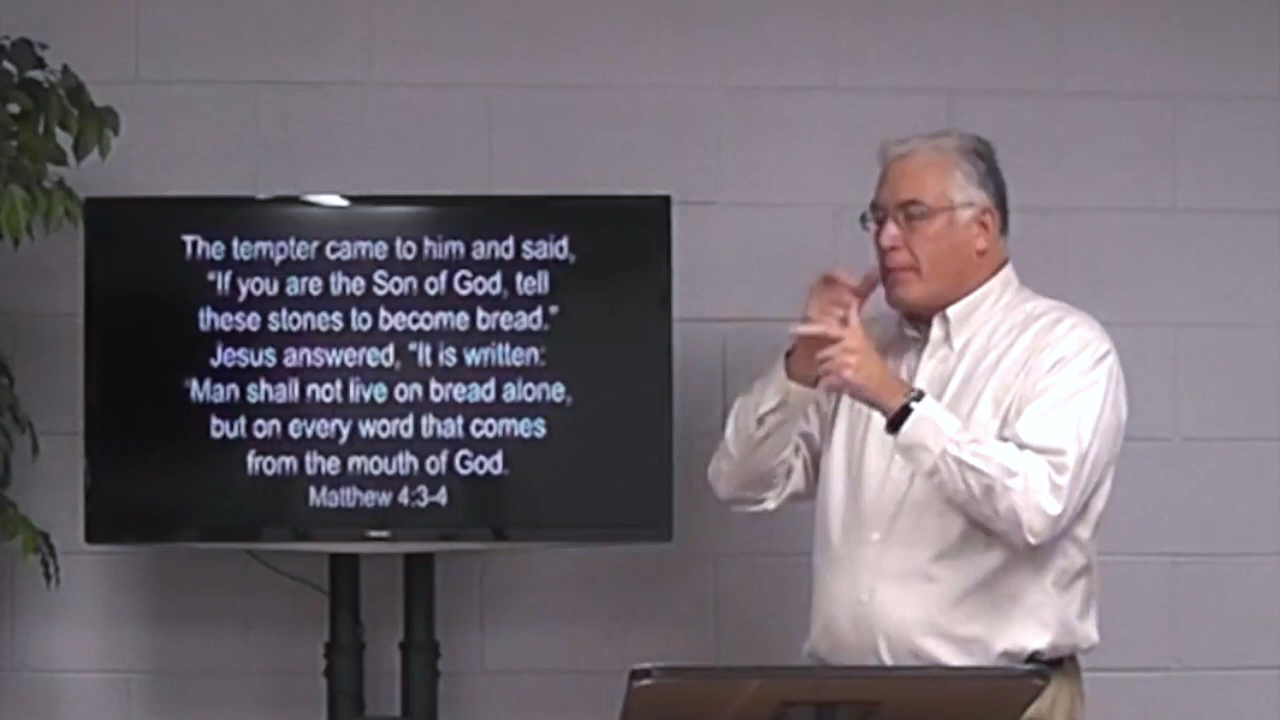 The tempter came to him and said,
"If you are the Son of God, tell
these stones to become bread."
Jesus answered, "It is written:
'Man shall not live on bread alone,
but on every word that comes
from the mouth of God.
Matthew 4:3-4